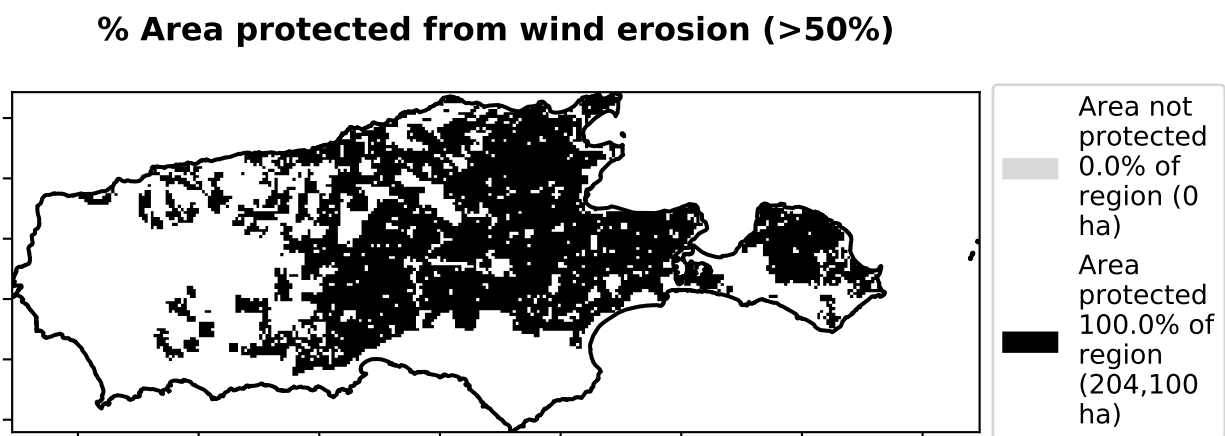 % Area protected from wind erosion (>50%)
Area not
protected
0.0% of
region (0
ha)
Area
protected
100.0% of
region
(204,100
ha)